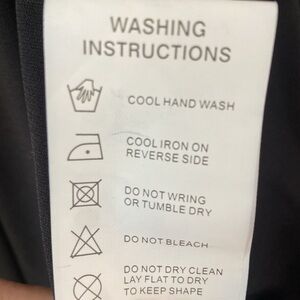 WASHING
INSTRUCTIONS
COOL HAND WASH
COOL IRON ON
REVERSE SIDE
DO NOT WRING
OR TUMBLE DRY
DO NOT BLEACH
DO NOT DRY CLEAN
LAY FLAT TO DRY
TO KEEP SHAPE